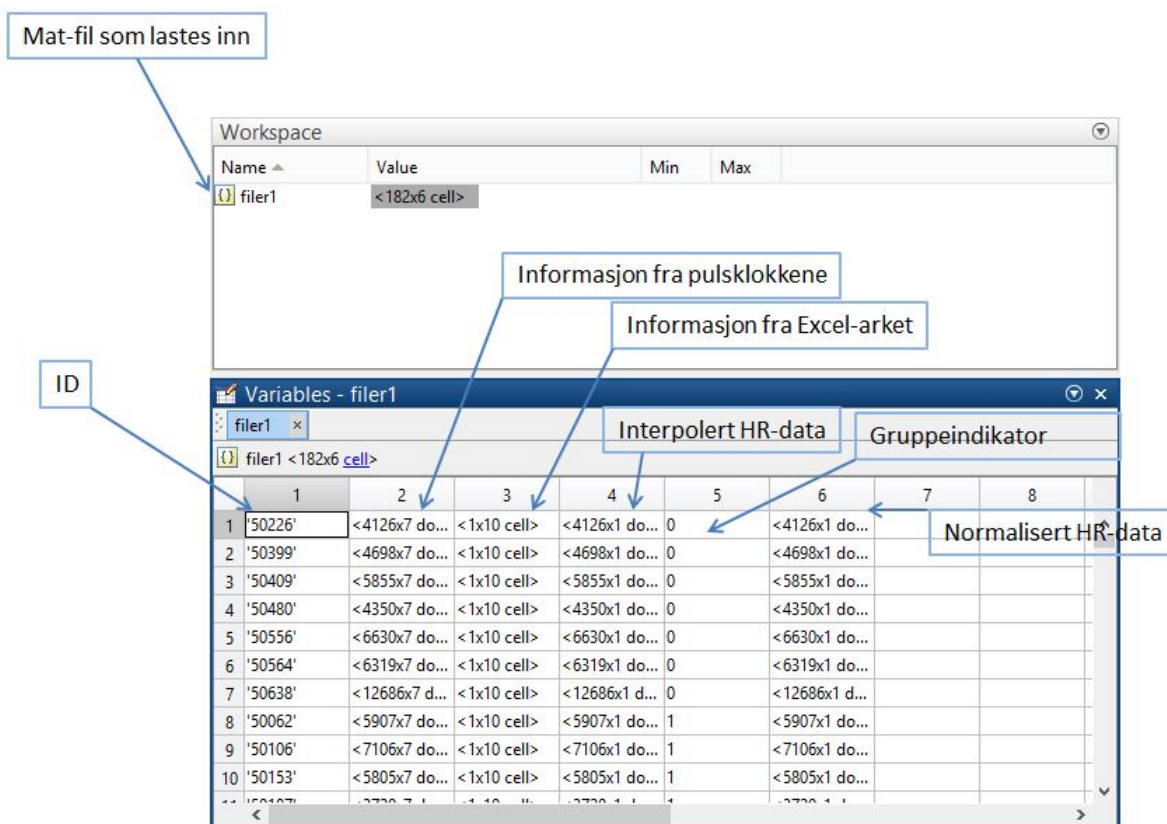 Mat-fil som lastes inn
Workspace
Name Value Min Max
filer1 <182x6 cell>
Informasjon fra pulsklokkene
Informasjon fra Excel-arket
ID
Variables - filer1
filer1
Interpolert HR-data
Gruppeindikator
filer1 <182x6 cell>
1 2 3 4 5 6 7 8
1 '50226' <4126x7 do... <1x10 cell> <4126x1 do... 0 <4126x1 do...
Normalisert HR-data
2 '50399' <4698x7 do... <1x10 cell> <4698x1 do... 0 <4698x1 do...
3 '50409' <5855x7 do... <1x10 cell> <5855x1 do... 0 <5855x1 do...
4 '50480' <4350x7 do... <1x10 cell> <4350x1 do... 0 <4350x1 do...
5 '50556' <6630x7 do... <1x10 cell> <6630x1 do... 0 <6630x1 do...
6 '50564' <6319x7 do... <1x10 cell> <6319x1 do... 0 <6319x1 do...
7 '50638' <12686x7 d... <1x10 cell> <12686x1 d... 0 <12686x1 d...
8 '50062' <5907x7 do... <1x10 cell> <5907x1 do... 1 <5907x1 do...
9 '50106' <7106x7 do... <1x10 cell> <7106x1 do... 1 <7106x1 do...
10 '50153' <5805x7 do... <1x10 cell> <5805x1 do... 1 <5805x1 do...